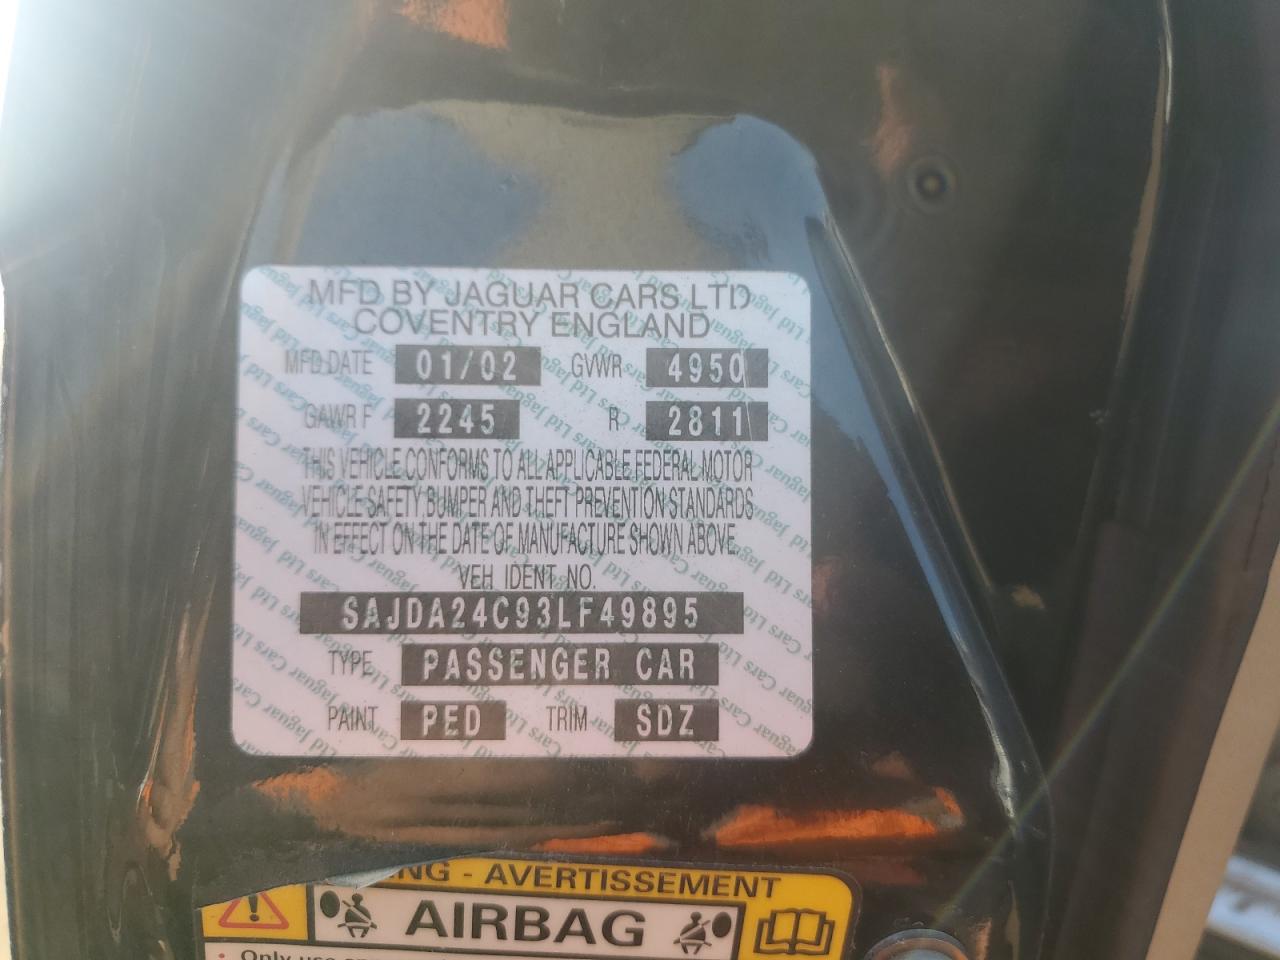 MFD BY JAGUAR CARS LTD
COVENTRY ENGLAND
MFD DATE 01/02 GVWR 4950
GAWR F 2245 R 2811
THIS VEHICLE CONFORMS TO ALL APPLICABLE FEDERAL MOTOR
VEHICLE SAFETY, BUMPER AND THEFT PREVENTION STANDARDS
IN EFFECT ON THE DATE OF MANUFACTURE SHOWN ABOVE.
VEH IDENT NO.
SAJDA24C93LF49895
TYPE PASSENGER CAR
PAINT PED TRIM SDZ
NG - AVERTISSEMENT
AIRBAG
• Only use